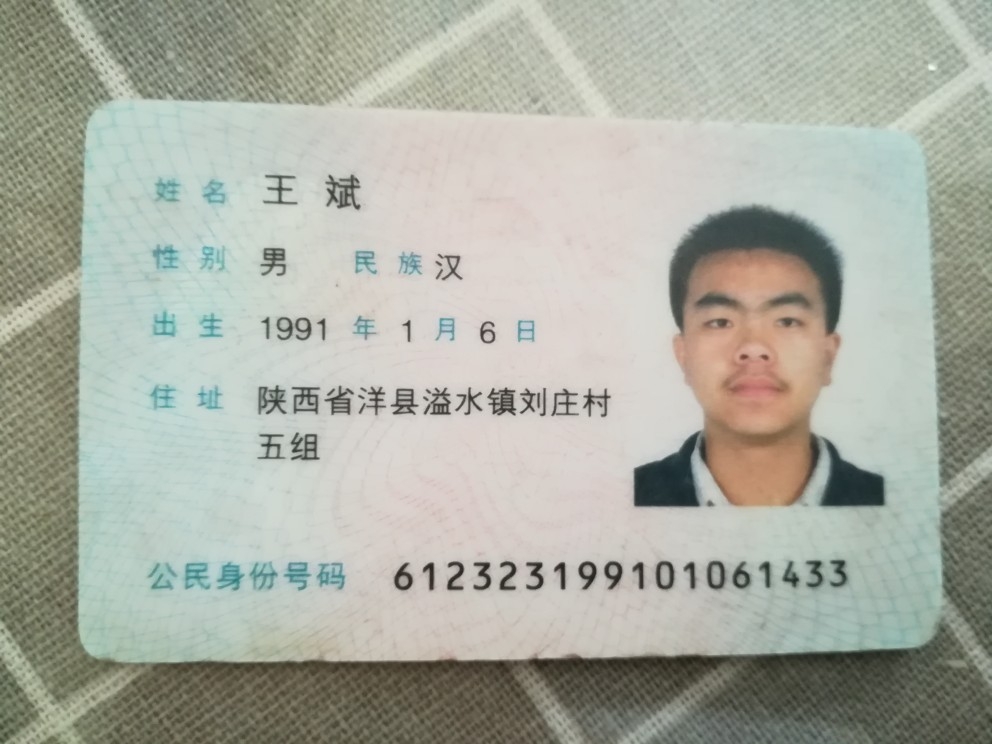 姓名 王斌
性别 男 民族 汉
出生 1991 年 1 月 6 日
住址 陕西省洋县溢水镇刘庄村
五组
公民身份号码 612323199101061433